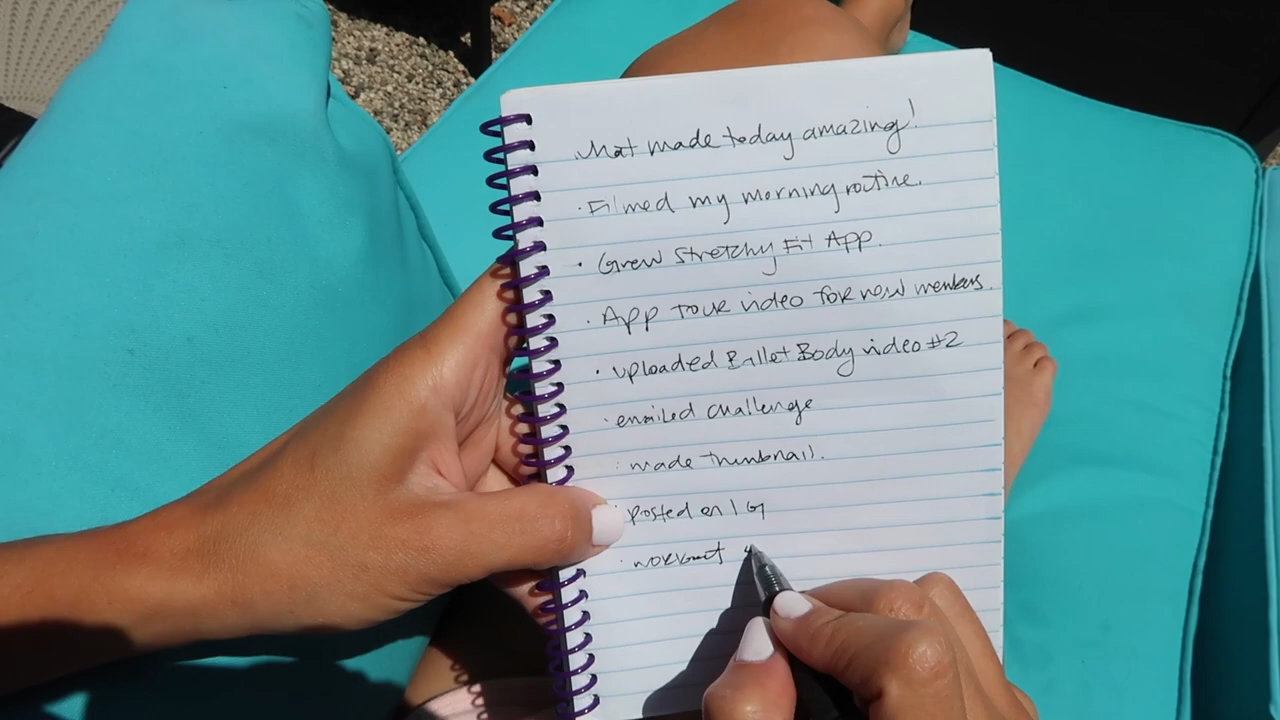 What made today amazing!
· Filmed my morning routine.
· Grew Stretchy Fit App.
· App Tour video for new members.
· uploaded Ballet Body video #2
· emailed challenge
· made thumbnail.
· posted on IG
· workout